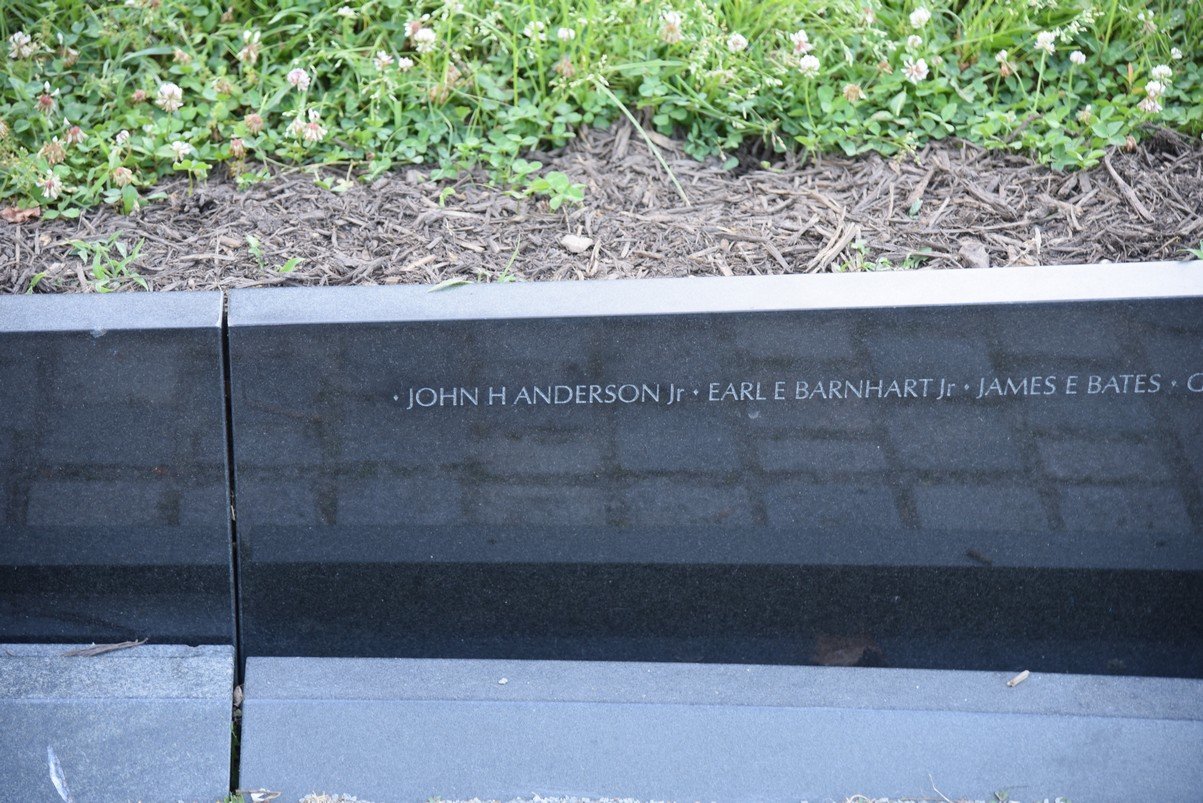 · JOHN H ANDERSON Jr · EARL E BARNHART Jr · JAMES E BATES ·